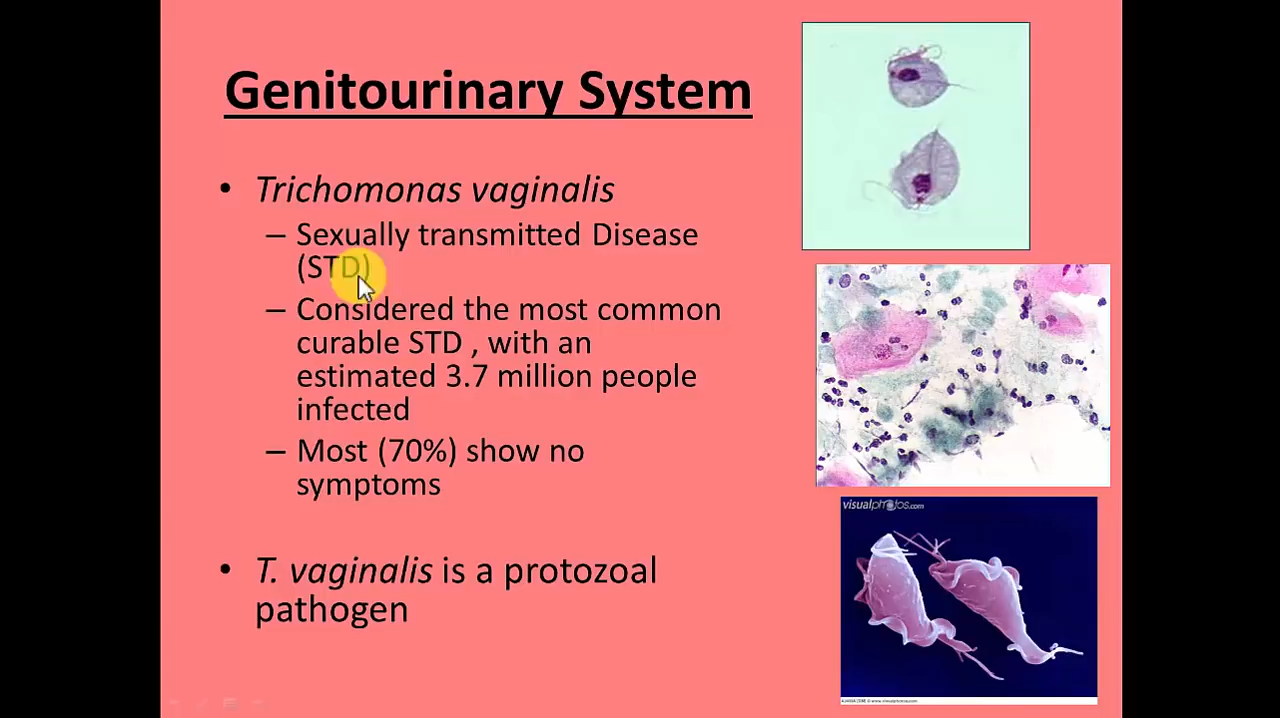 Genitourinary System
• Trichomonas vaginalis
– Sexually transmitted Disease
(STD)
– Considered the most common
curable STD , with an
estimated 3.7 million people
infected
– Most (70%) show no
symptoms
• T. vaginalis is a protozoal
pathogen
visualphotos.com